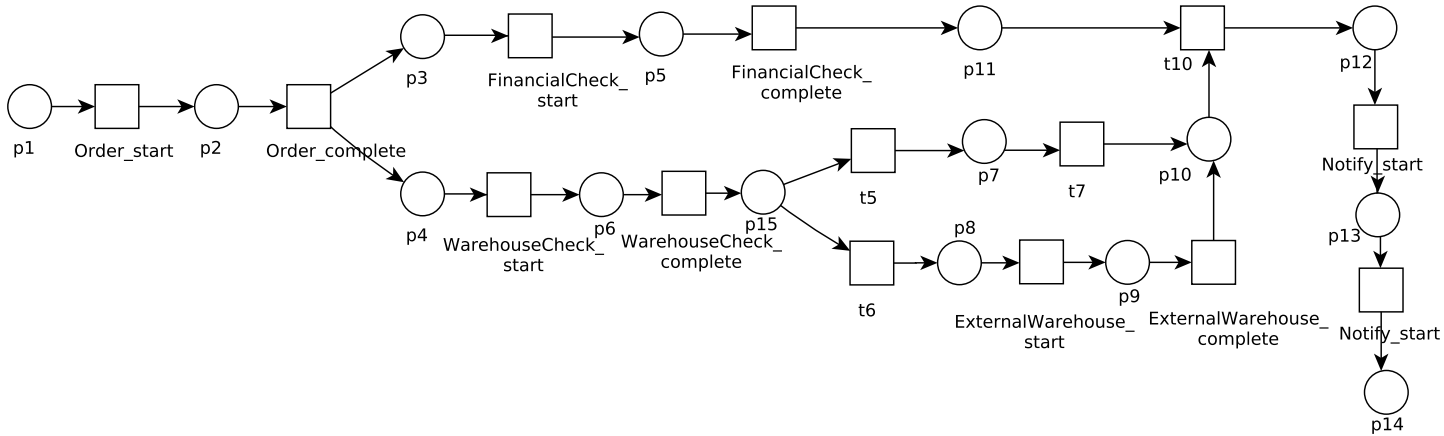 p1
Order_start
p2
Order_complete
p3
FinancialCheck_
start
p5
FinancialCheck_
complete
p11
t10
p12
p4
WarehouseCheck_
start
p6
WarehouseCheck_
complete
p15
t5
p7
t7
p10
t6
p8
ExternalWarehouse_
start
p9
ExternalWarehouse_
complete
Notify_start
p13
Notify_start
p14